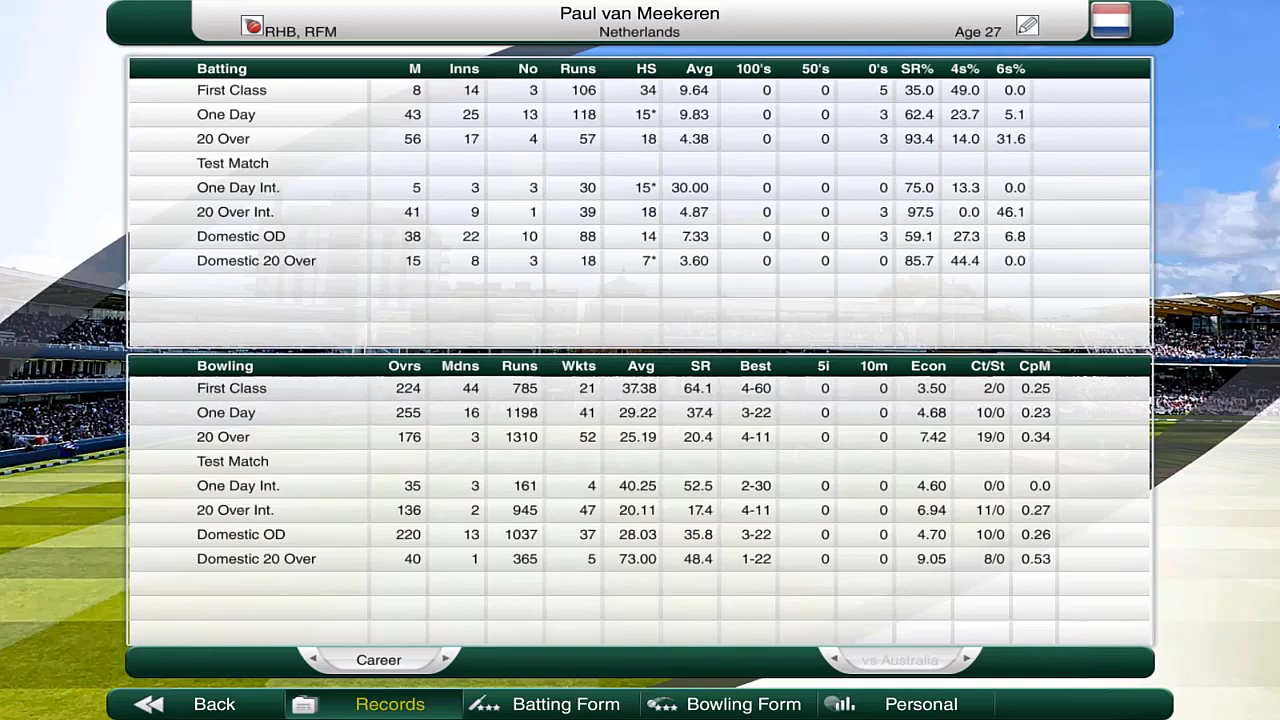 Paul van Meekeren
RHB, RFM Netherlands Age 27
Batting M Inns No Runs HS Avg 100's 50's 0's SR% 4s% 6s%
First Class 8 14 3 106 34 9.64 0 0 5 35.0 49.0 0.0
One Day 43 25 13 118 15* 9.83 0 0 3 62.4 23.7 5.1
20 Over 56 17 4 57 18 4.38 0 0 3 93.4 14.0 31.6
Test Match
One Day Int. 5 3 3 30 15* 30.00 0 0 0 75.0 13.3 0.0
20 Over Int. 41 9 1 39 18 4.87 0 0 3 97.5 0.0 46.1
Domestic OD 38 22 10 88 14 7.33 0 0 3 59.1 27.3 6.8
Domestic 20 Over 15 8 3 18 7* 3.60 0 0 0 85.7 44.4 0.0
Bowling Ovrs Mdns Runs Wkts Avg SR Best 5i 10m Econ Ct/St CpM
First Class 224 44 785 21 37.38 64.1 4-60 0 0 3.50 2/0 0.25
One Day 255 16 1198 41 29.22 37.4 3-22 0 0 4.68 10/0 0.23
20 Over 176 3 1310 52 25.19 20.4 4-11 0 0 7.42 19/0 0.34
Test Match
One Day Int. 35 3 161 4 40.25 52.5 2-30 0 0 4.60 0/0 0.0
20 Over Int. 136 2 945 47 20.11 17.4 4-11 0 0 6.94 11/0 0.27
Domestic OD 220 13 1037 37 28.03 35.8 3-22 0 0 4.70 10/0 0.26
Domestic 20 Over 40 1 365 5 73.00 48.4 1-22 0 0 9.05 8/0 0.53
Career vs Australia
Back Records Batting Form Bowling Form Personal